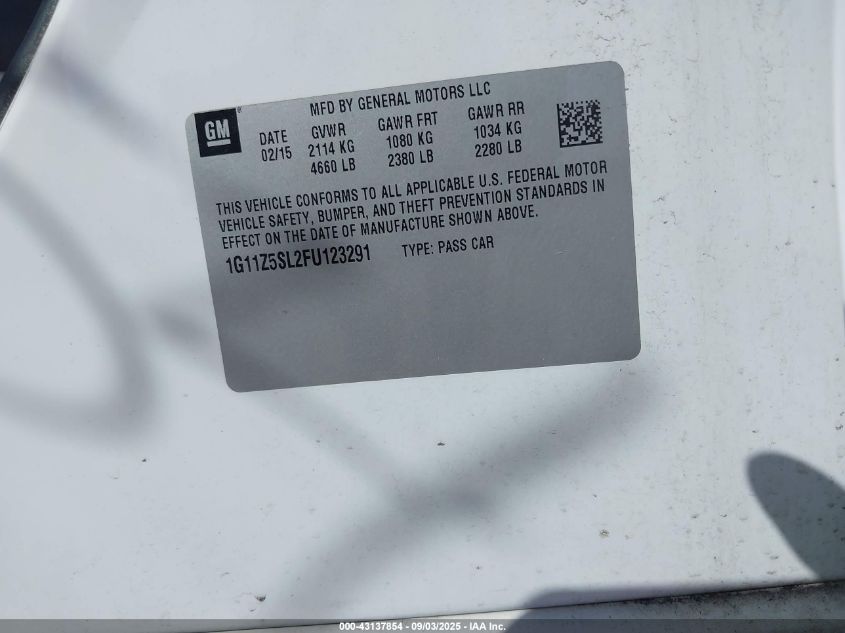 MFD BY GENERAL MOTORS LLC
GM
DATE GVWR GAWR FRT GAWR RR
02/15 2114 KG 1080 KG 1034 KG
4660 LB 2380 LB 2280 LB
THIS VEHICLE CONFORMS TO ALL APPLICABLE U.S. FEDERAL MOTOR
VEHICLE SAFETY, BUMPER, AND THEFT PREVENTION STANDARDS IN
EFFECT ON THE DATE OF MANUFACTURE SHOWN ABOVE.
1G11Z5SL2FU123291 TYPE: PASS CAR
000-43137854 - 09/03/2025 - IAA Inc.